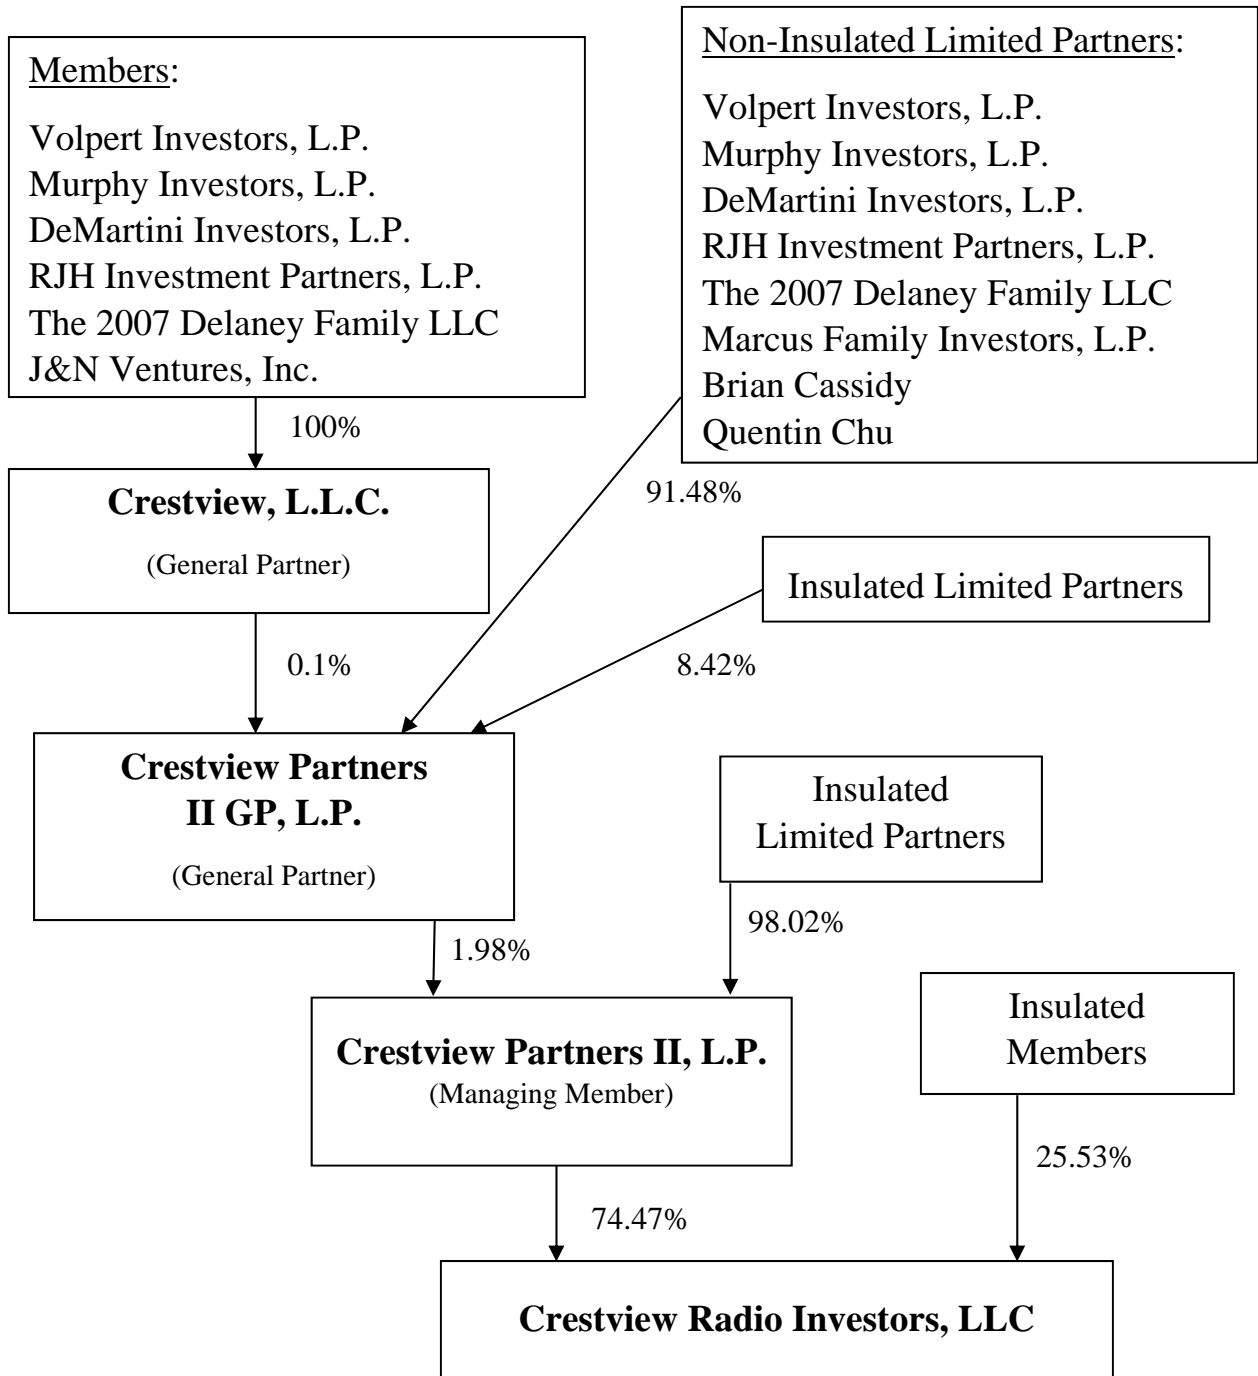 Members:
Volpert Investors, L.P.
Murphy Investors, L.P.
DeMartini Investors, L.P.
RJH Investment Partners, L.P.
The 2007 Delaney Family LLC
J&N Ventures, Inc.
Non-Insulated Limited Partners:
Volpert Investors, L.P.
Murphy Investors, L.P.
DeMartini Investors, L.P.
RJH Investment Partners, L.P.
The 2007 Delaney Family LLC
Marcus Family Investors, L.P.
Brian Cassidy
Quentin Chu
100%
Crestview, L.L.C.
(General Partner)
91.48%
Insulated Limited Partners
0.1%
8.42%
Crestview Partners
II GP, L.P.
(General Partner)
Insulated
Limited Partners
1.98%
98.02%
Crestview Partners II, L.P.
(Managing Member)
Insulated
Members
74.47%
25.53%
Crestview Radio Investors, LLC